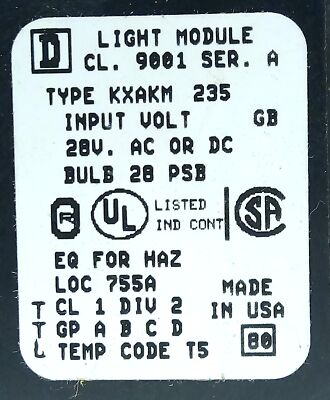 D LIGHT MODULE
CL. 9001 SER. A
TYPE KXAKM 235
INPUT VOLT GB
28V. AC OR DC
BULB 28 PSB
R UL LISTED IND CONT SA
EQ FOR HAZ
LOC 755A
CL 1 DIV 2
GP A B C D
TEMP CODE T5
MADE
IN USA
80